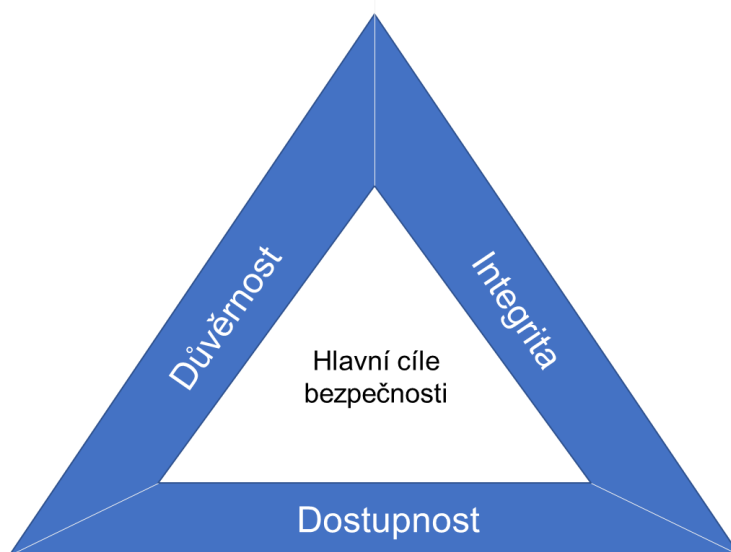 Důvěrnost
Integrita
Hlavní cíle
bezpečnosti
Dostupnost